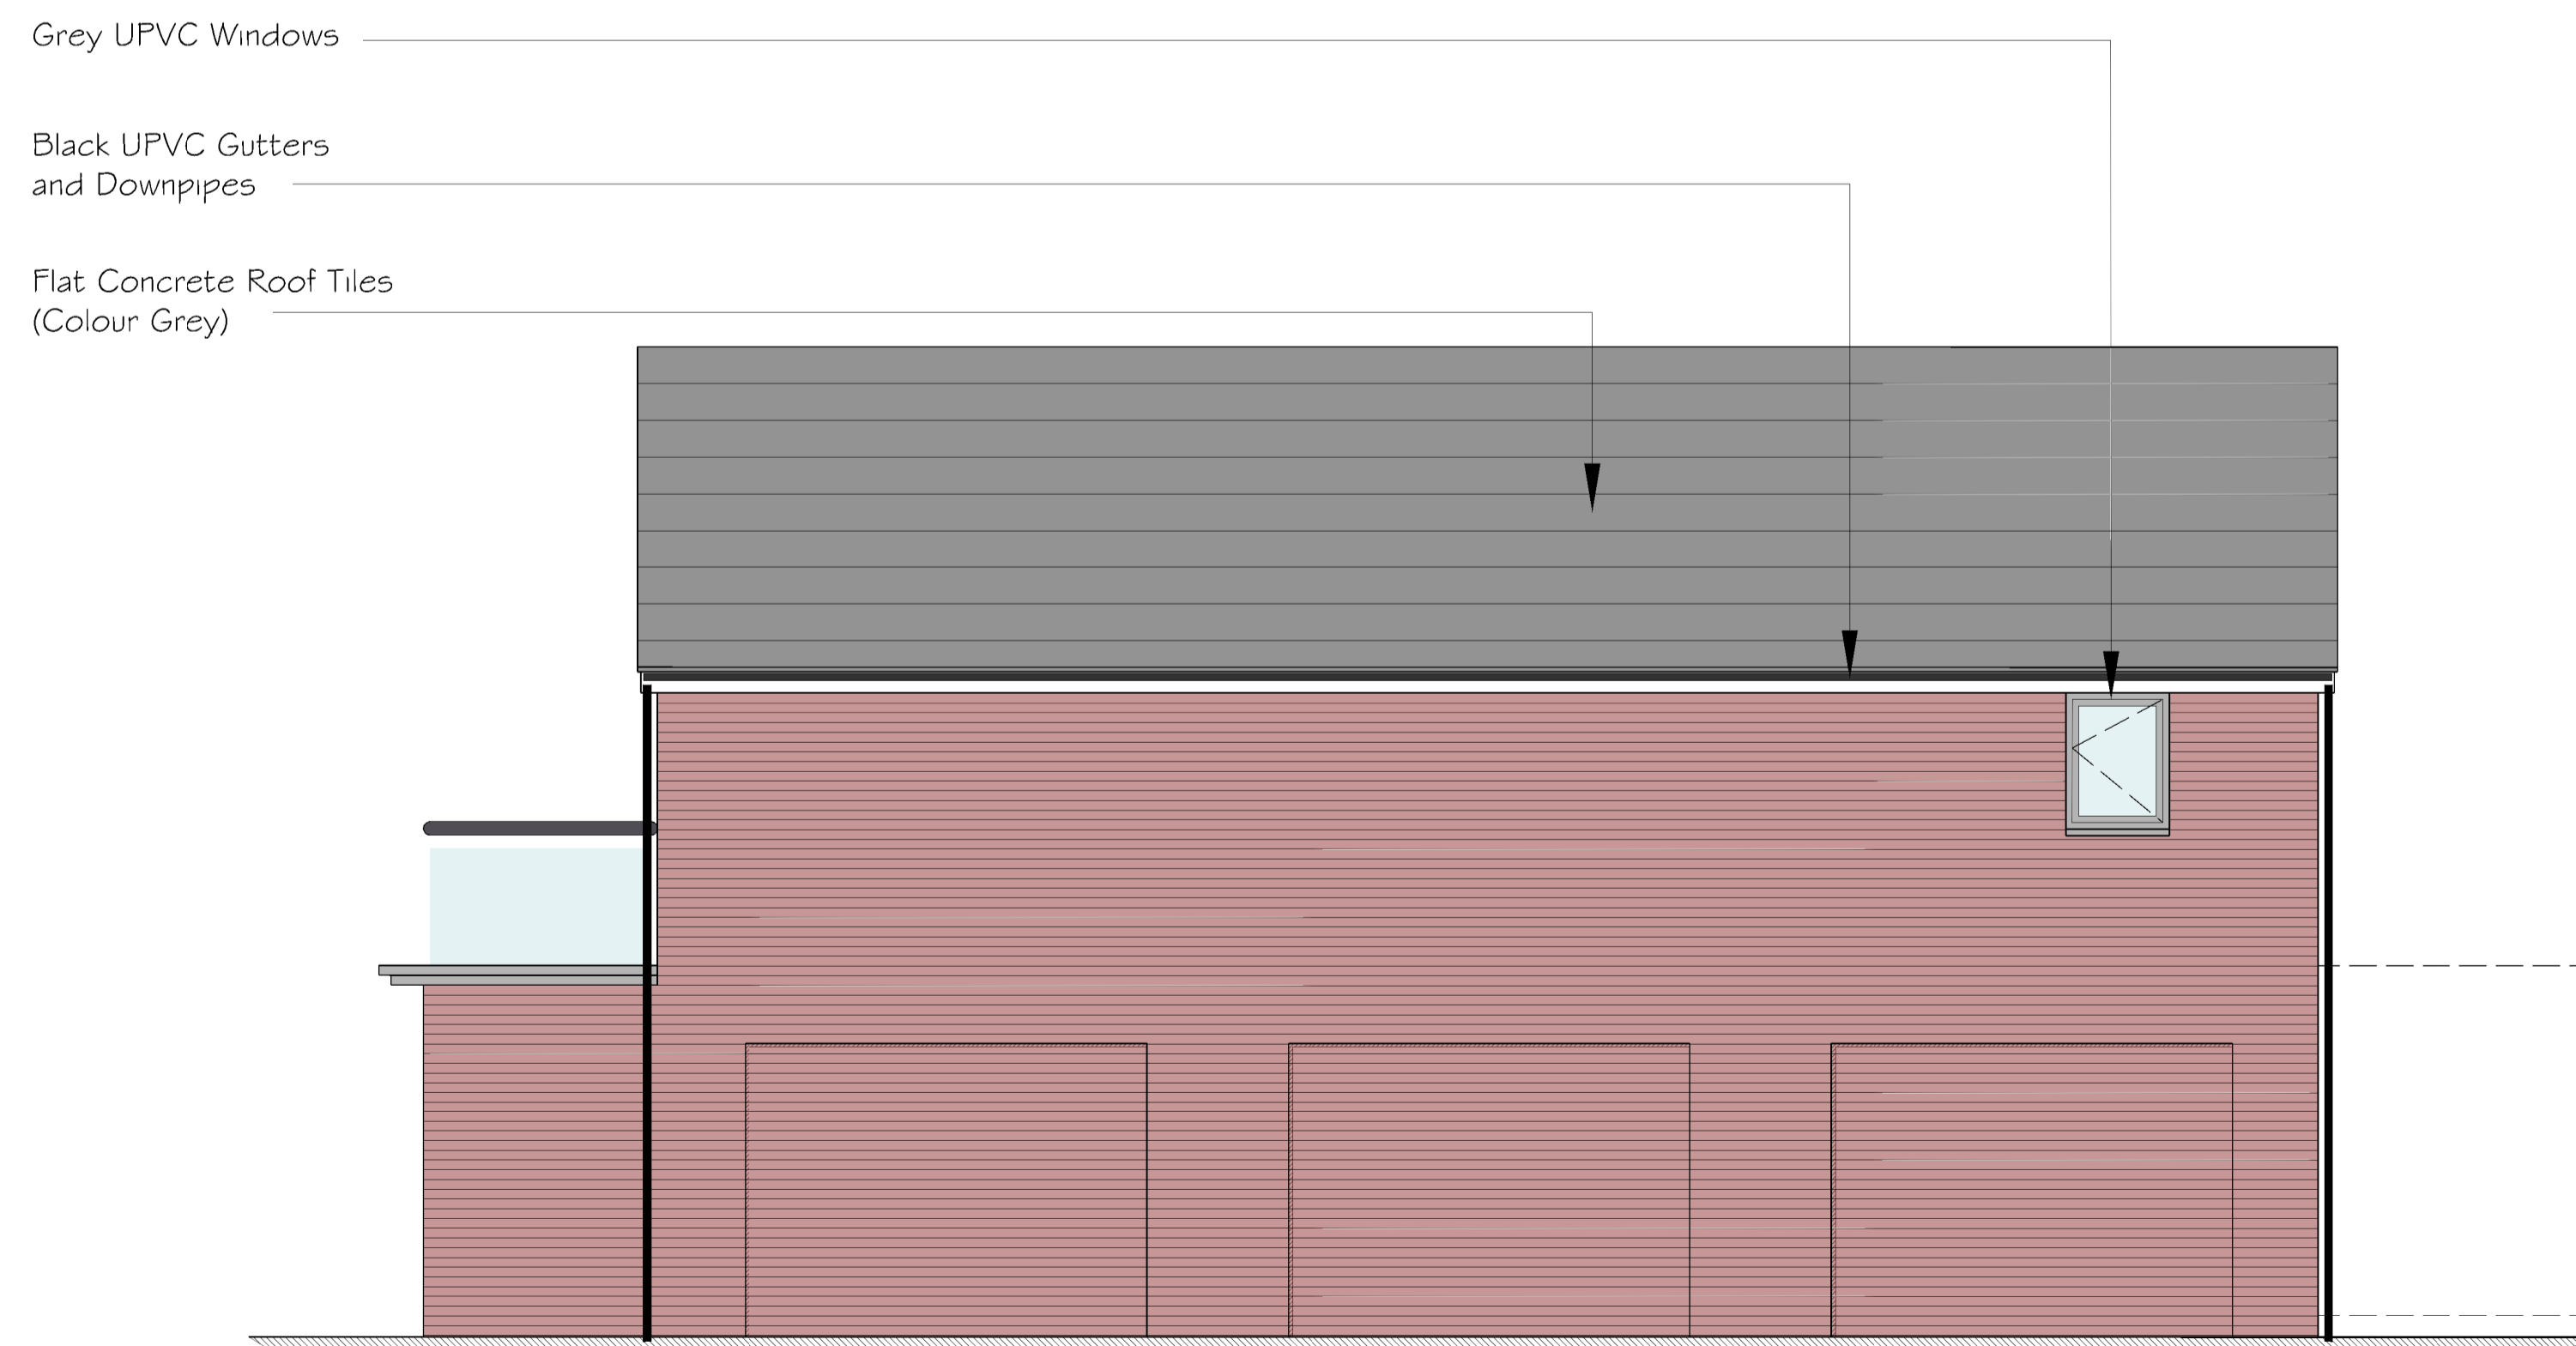 Grey UPVC Windows
Black UPVC Gutters
and Downpipes
Flat Concrete Roof Tiles
(Colour Grey)